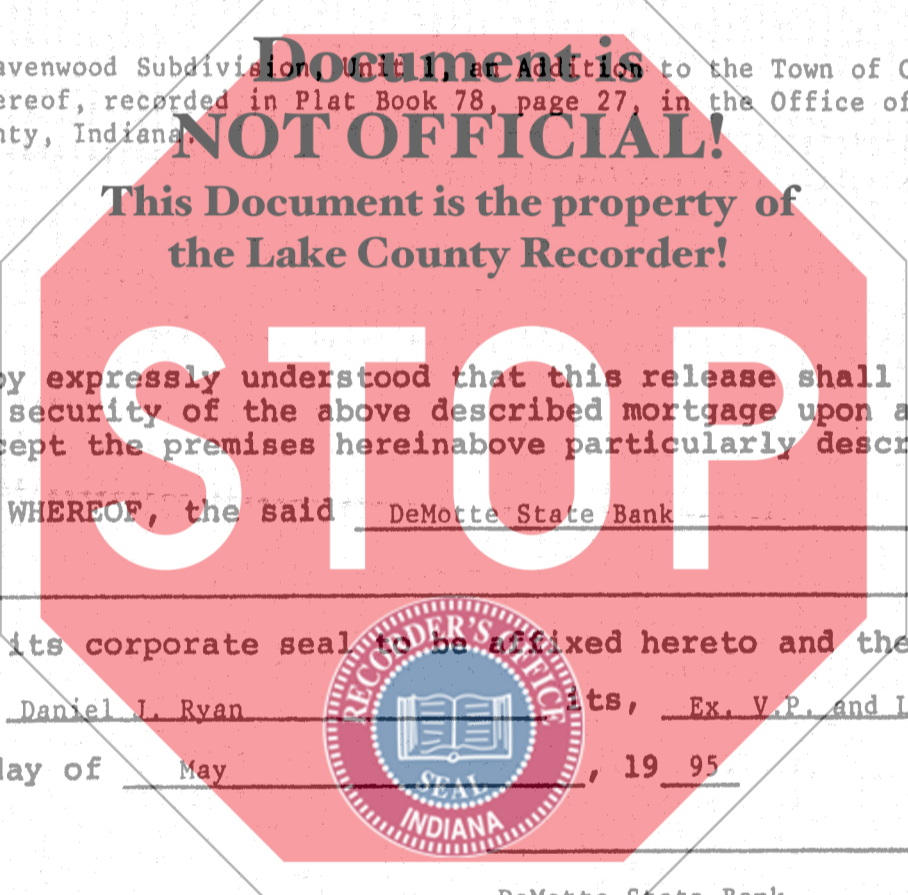 Document is
avenwood Subdivision, Unit 1, an Addition to the Town of C
ereof, recorded in Plat Book 78, page 27, in the Office of
nty, Indiana.
NOT OFFICIAL!
This Document is the property of
the Lake County Recorder!
STOP
by expressly understood that this release shall
security of the above described mortgage upon a
cept the premises hereinabove particularly descr
WHEREOF, the said DeMotte State Bank
its corporate seal to be affixed hereto and the
Daniel J. Ryan its, Ex. V.P. and L
day of May, 19 95
RECORDER'S OFFICE
SEAL
INDIANA
DeMotte State Bank